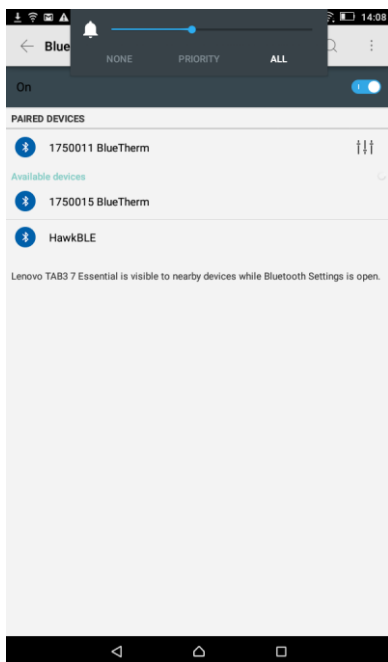 14:08
Blue
NONE PRIORITY ALL
On
PAIRED DEVICES
1750011 BlueTherm
Available devices
1750015 BlueTherm
HawkBLE
Lenovo TAB3 7 Essential is visible to nearby devices while Bluetooth Settings is open.